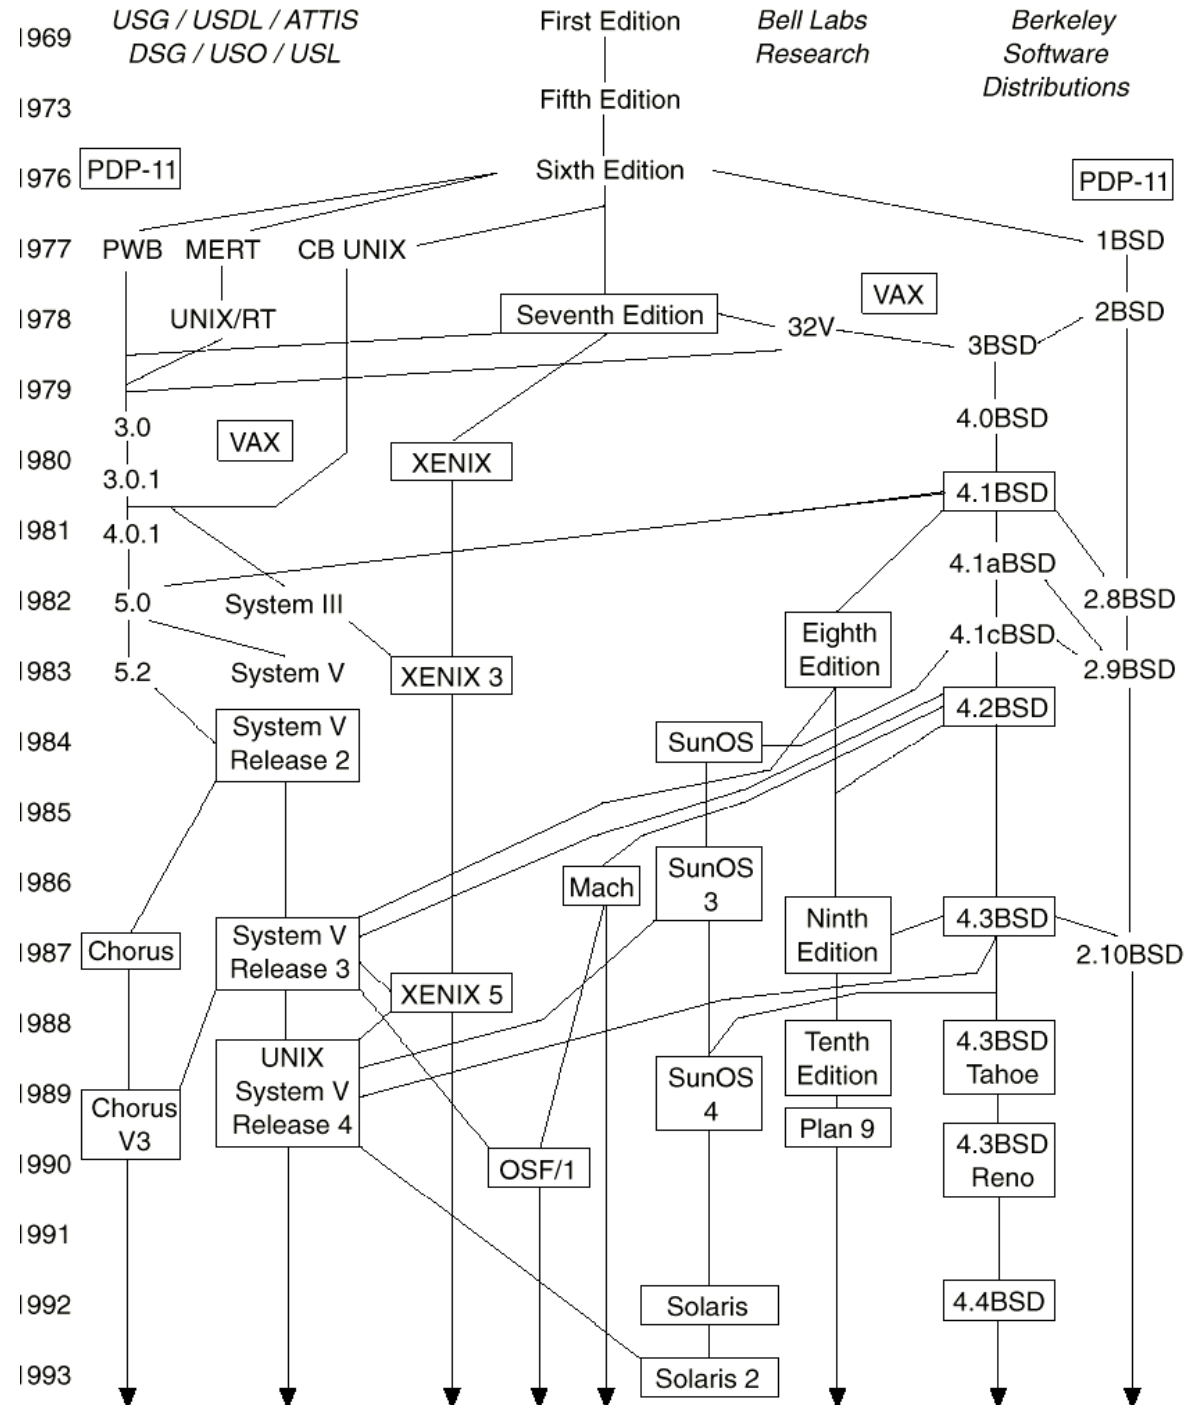 USG / USDL / ATTIS
DSG / USO / USL
First Edition
Bell Labs
Research
Berkeley
Software
Distributions
1969
Fifth Edition
1973
PDP-11
Sixth Edition
1976
PDP-11
PWB
MERT
CB UNIX
1977
1BSD
VAX
UNIX/RT
Seventh Edition
1978
32V
2BSD
3BSD
1979
3.0
VAX
4.0BSD
1980
XENIX
3.0.1
4.1BSD
1981
4.0.1
4.1aBSD
1982
5.0
System III
2.8BSD
Eighth
Edition
4.1cBSD
1983
5.2
System V
XENIX 3
2.9BSD
4.2BSD
System V
Release 2
1984
SunOS
1985
1986
Mach
SunOS
3
4.3BSD
Ninth
Edition
System V
Release 3
1987
Chorus
2.10BSD
XENIX 5
1988
UNIX
System V
Release 4
Tenth
Edition
4.3BSD
Tahoe
1989
SunOS
4
Chorus
V3
Plan 9
4.3BSD
Reno
1990
OSF/1
1991
1992
Solaris
4.4BSD
1993
Solaris 2